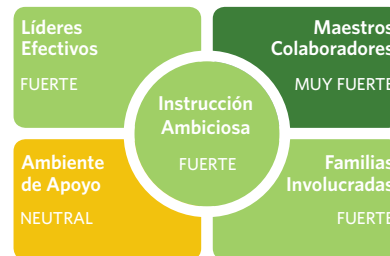 Líderes
Efectivos
FUERTE
Maestros
Colaboradores
MUY FUERTE
Instrucción
Ambiciosa
FUERTE
Ambiente
de Apoyo
NEUTRAL
Familias
Involucradas
FUERTE